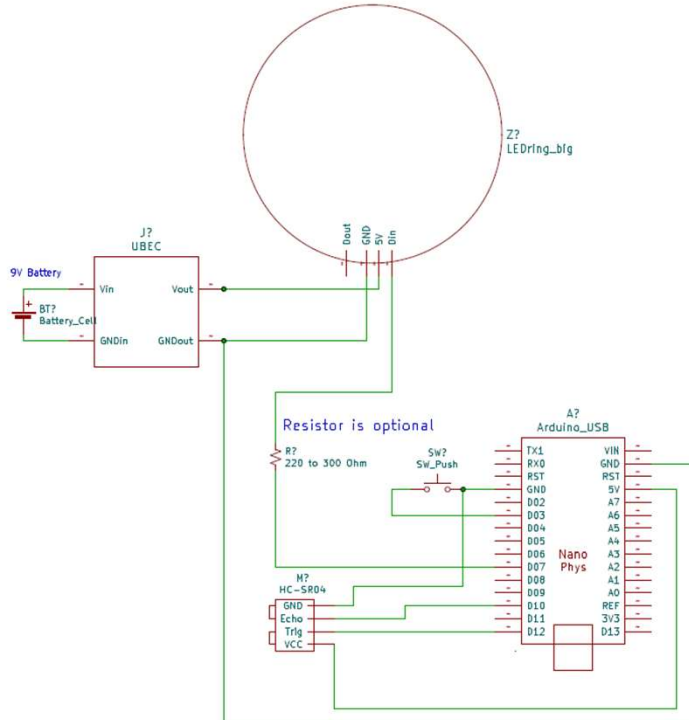 Z?
LEDring_big
Dout
GND
5V
Din
J?
UBEC
9V Battery
Vin
Vout
BT?
Battery_Cell
GNDin
GNDout
Resistor is optional
R?
220 to 300 Ohm
SW?
SW_Push
A?
Arduino_USB
TX1
VIN
RX0
GND
RST
RST
GND
5V
D02
A7
D03
A6
D04
A5
D05
A4
D06
A3
D07
A2
D08
A1
D09
A0
D10
REF
D11
3V3
D12
D13
Nano
Phys
M?
HC-SR04
GND
Echo
Trig
VCC